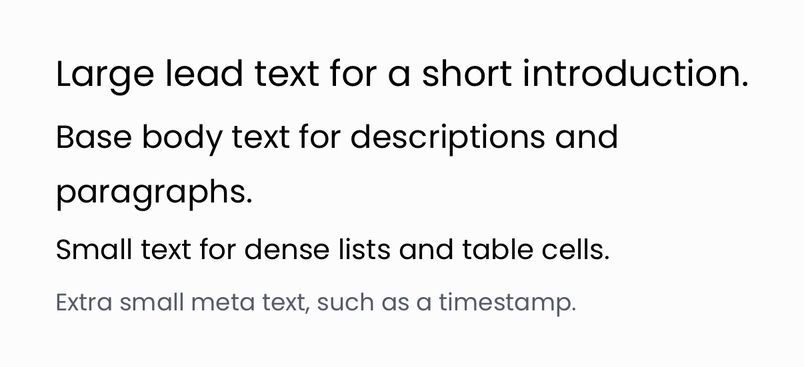 Large lead text for a short introduction.
Base body text for descriptions and
paragraphs.
Small text for dense lists and table cells.
Extra small meta text, such as a timestamp.